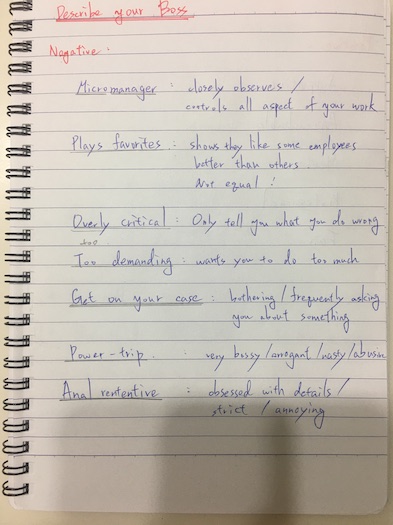 Describe your Boss
Negative :
Micromanager : closely observes /
controls all aspect of your work
Plays favorites : shows they like some employees
better than others.
Not equal !
Overly critical : Only tell you what you do wrong
too
Too demanding : wants you to do too much
Get on your case : bothering / frequently asking
you about something
Power-trip : very bossy / arrogant / nasty / abusive
Anal rentent­ive : obsessed with details /
strict / annoying